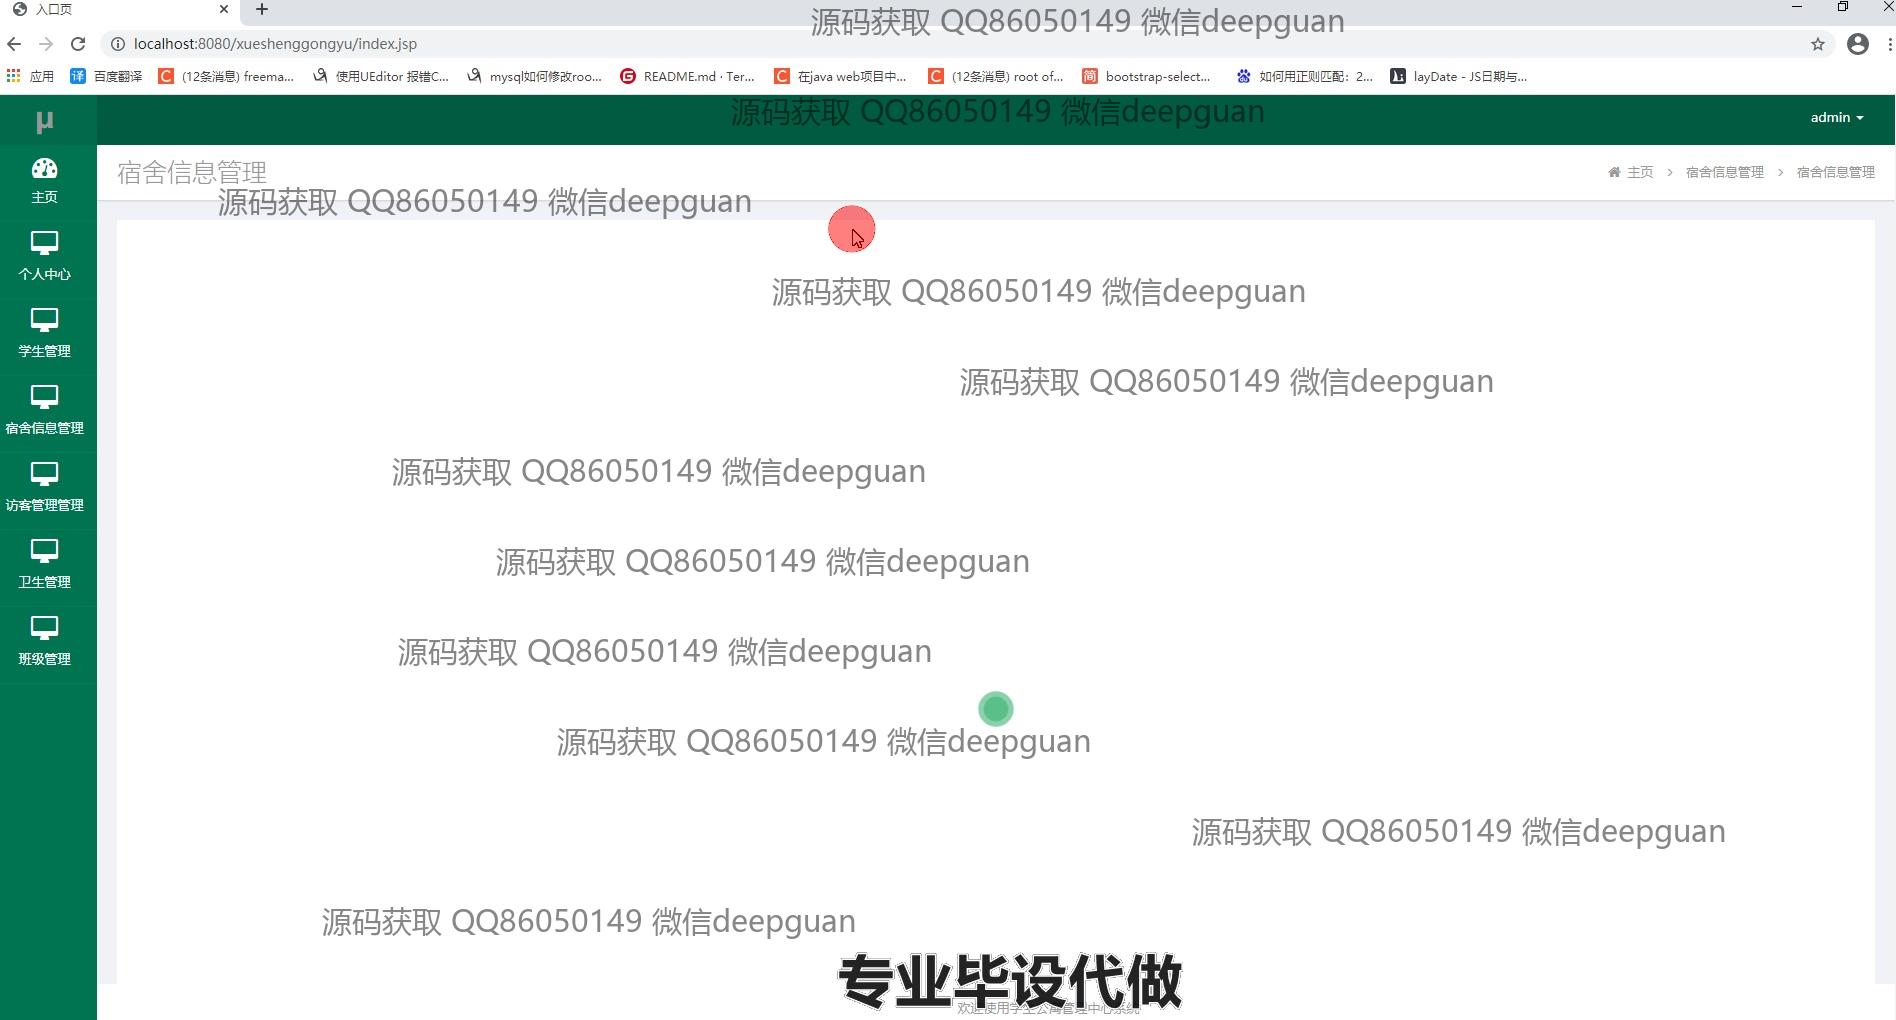 入口页
源码获取 QQ86050149 微信deepguan
localhost:8080/xueshenggongyu/index.jsp
应用
百度翻译
(12条消息) freema...
使用UEditor 报错C...
mysql如何修改roo...
README.md · Ter...
在java web项目中...
(12条消息) root of...
bootstrap-select...
如何用正则匹配：2...
layDate - JS日期与...
μ
源码获取 QQ86050149 微信deepguan
admin
宿舍信息管理
主页 > 宿舍信息管理 > 宿舍信息管理
源码获取 QQ86050149 微信deepguan
主页
个人中心
学生管理
宿舍信息管理
访客管理管理
卫生管理
班级管理
源码获取 QQ86050149 微信deepguan
源码获取 QQ86050149 微信deepguan
源码获取 QQ86050149 微信deepguan
源码获取 QQ86050149 微信deepguan
源码获取 QQ86050149 微信deepguan
源码获取 QQ86050149 微信deepguan
源码获取 QQ86050149 微信deepguan
源码获取 QQ86050149 微信deepguan
专业毕设代做
欢迎使用学生公寓管理中心系统